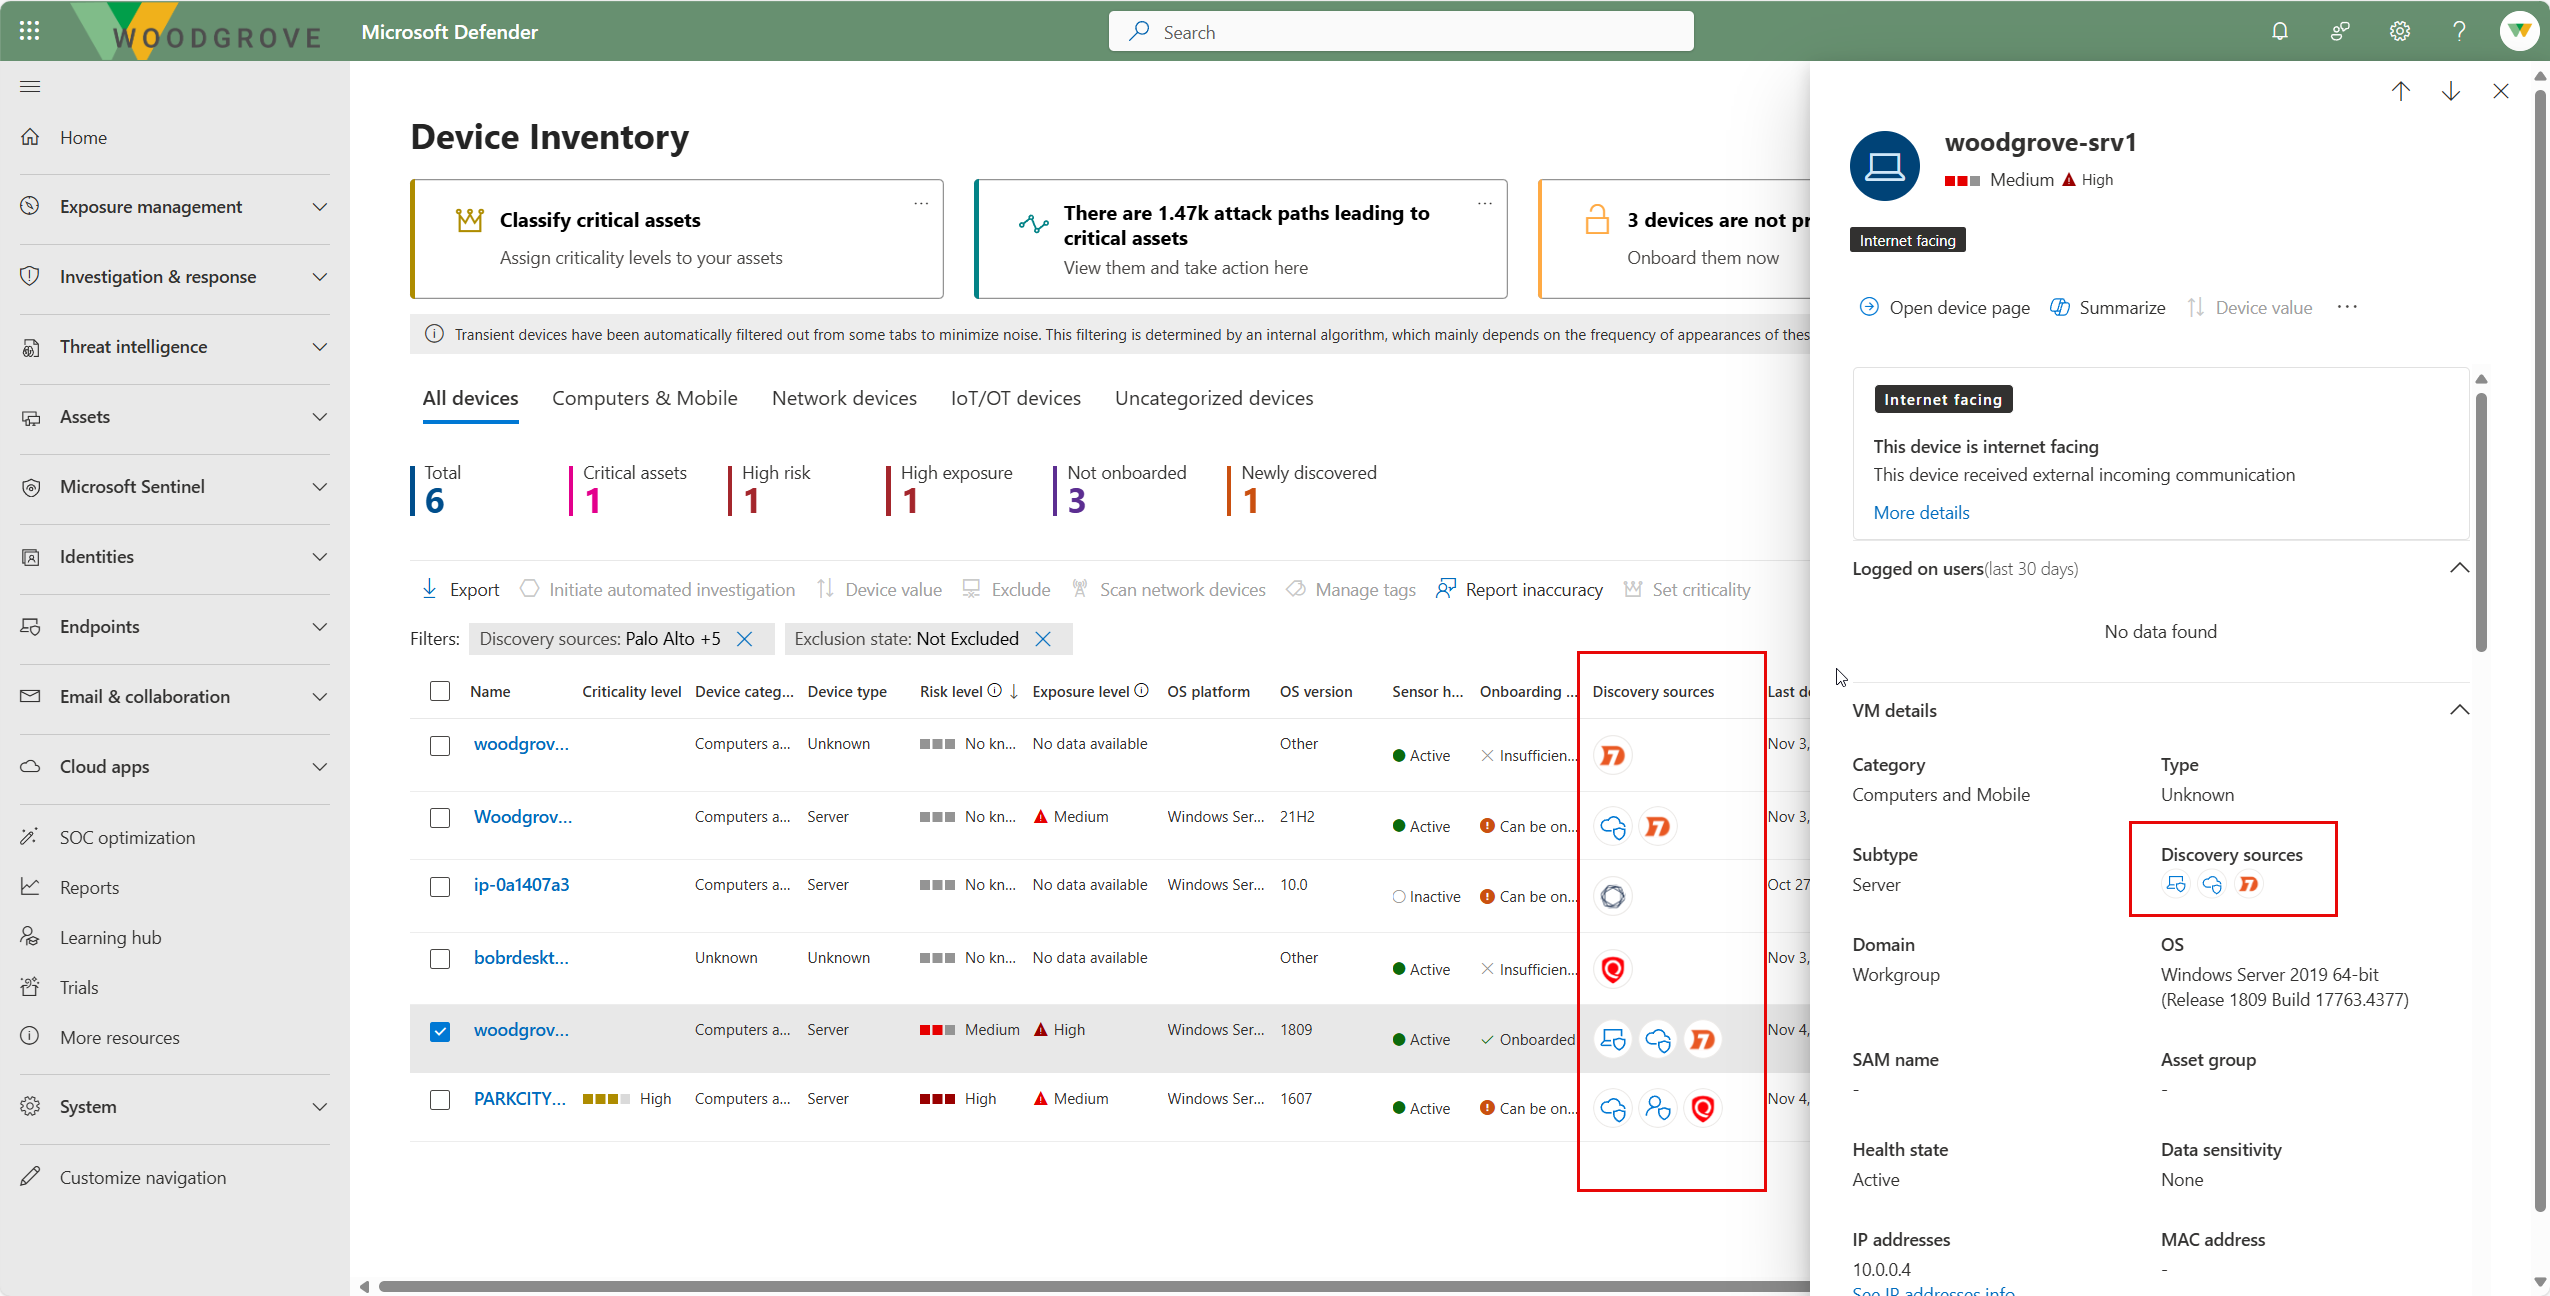 WOODGROVE
Microsoft Defender
Search
Home
Exposure management
Investigation & response
Threat intelligence
Assets
Microsoft Sentinel
Identities
Endpoints
Email & collaboration
Cloud apps
SOC optimization
Reports
Learning hub
Trials
More resources
System
Customize navigation
Device Inventory
Classify critical assets
Assign criticality levels to your assets
There are 1.47k attack paths leading to
critical assets
View them and take action here
3 devices are not pr
Onboard them now
Transient devices have been automatically filtered out from some tabs to minimize noise. This filtering is determined by an internal algorithm, which mainly depends on the frequency of appearances of thes
All devices Computers & Mobile Network devices IoT/OT devices Uncategorized devices
Total Critical assets High risk High exposure Not onboarded Newly discovered
6 1 1 1 3 1
Export Initiate automated investigation Device value Exclude Scan network devices Manage tags Report inaccuracy Set criticality
Filters: Discovery sources: Palo Alto +5 Exclusion state: Not Excluded
Name Criticality level Device categ... Device type Risk level Exposure level OS platform OS version Sensor h... Onboarding ... Discovery sources Last de
woodgrov... Computers a... Unknown No kn... No data available Other Active Insufficien... Nov 3,
Woodgrov... Computers a... Server No kn... Medium Windows Ser... 21H2 Active Can be on... Nov 3,
ip-0a1407a3 Computers a... Server No kn... No data available Windows Ser... 10.0 Inactive Can be on... Oct 27
bobrdeskt... Unknown Unknown No kn... No data available Other Active Insufficien... Nov 3,
woodgrov... Computers a... Server Medium High Windows Ser... 1809 Active Onboarded Nov 4,
PARKCITY... High Computers a... Server High Medium Windows Ser... 1607 Active Can be on... Nov 4,
woodgrove-srv1
Medium High
Internet facing
Open device page Summarize Device value
Internet facing
This device is internet facing
This device received external incoming communication
More details
Logged on users(last 30 days)
No data found
VM details
Category Type
Computers and Mobile Unknown
Subtype Discovery sources
Server
Domain OS
Workgroup Windows Server 2019 64-bit
(Release 1809 Build 17763.4377)
SAM name Asset group
- -
Health state Data sensitivity
Active None
IP addresses MAC address
10.0.0.4 -
See IP addresses info